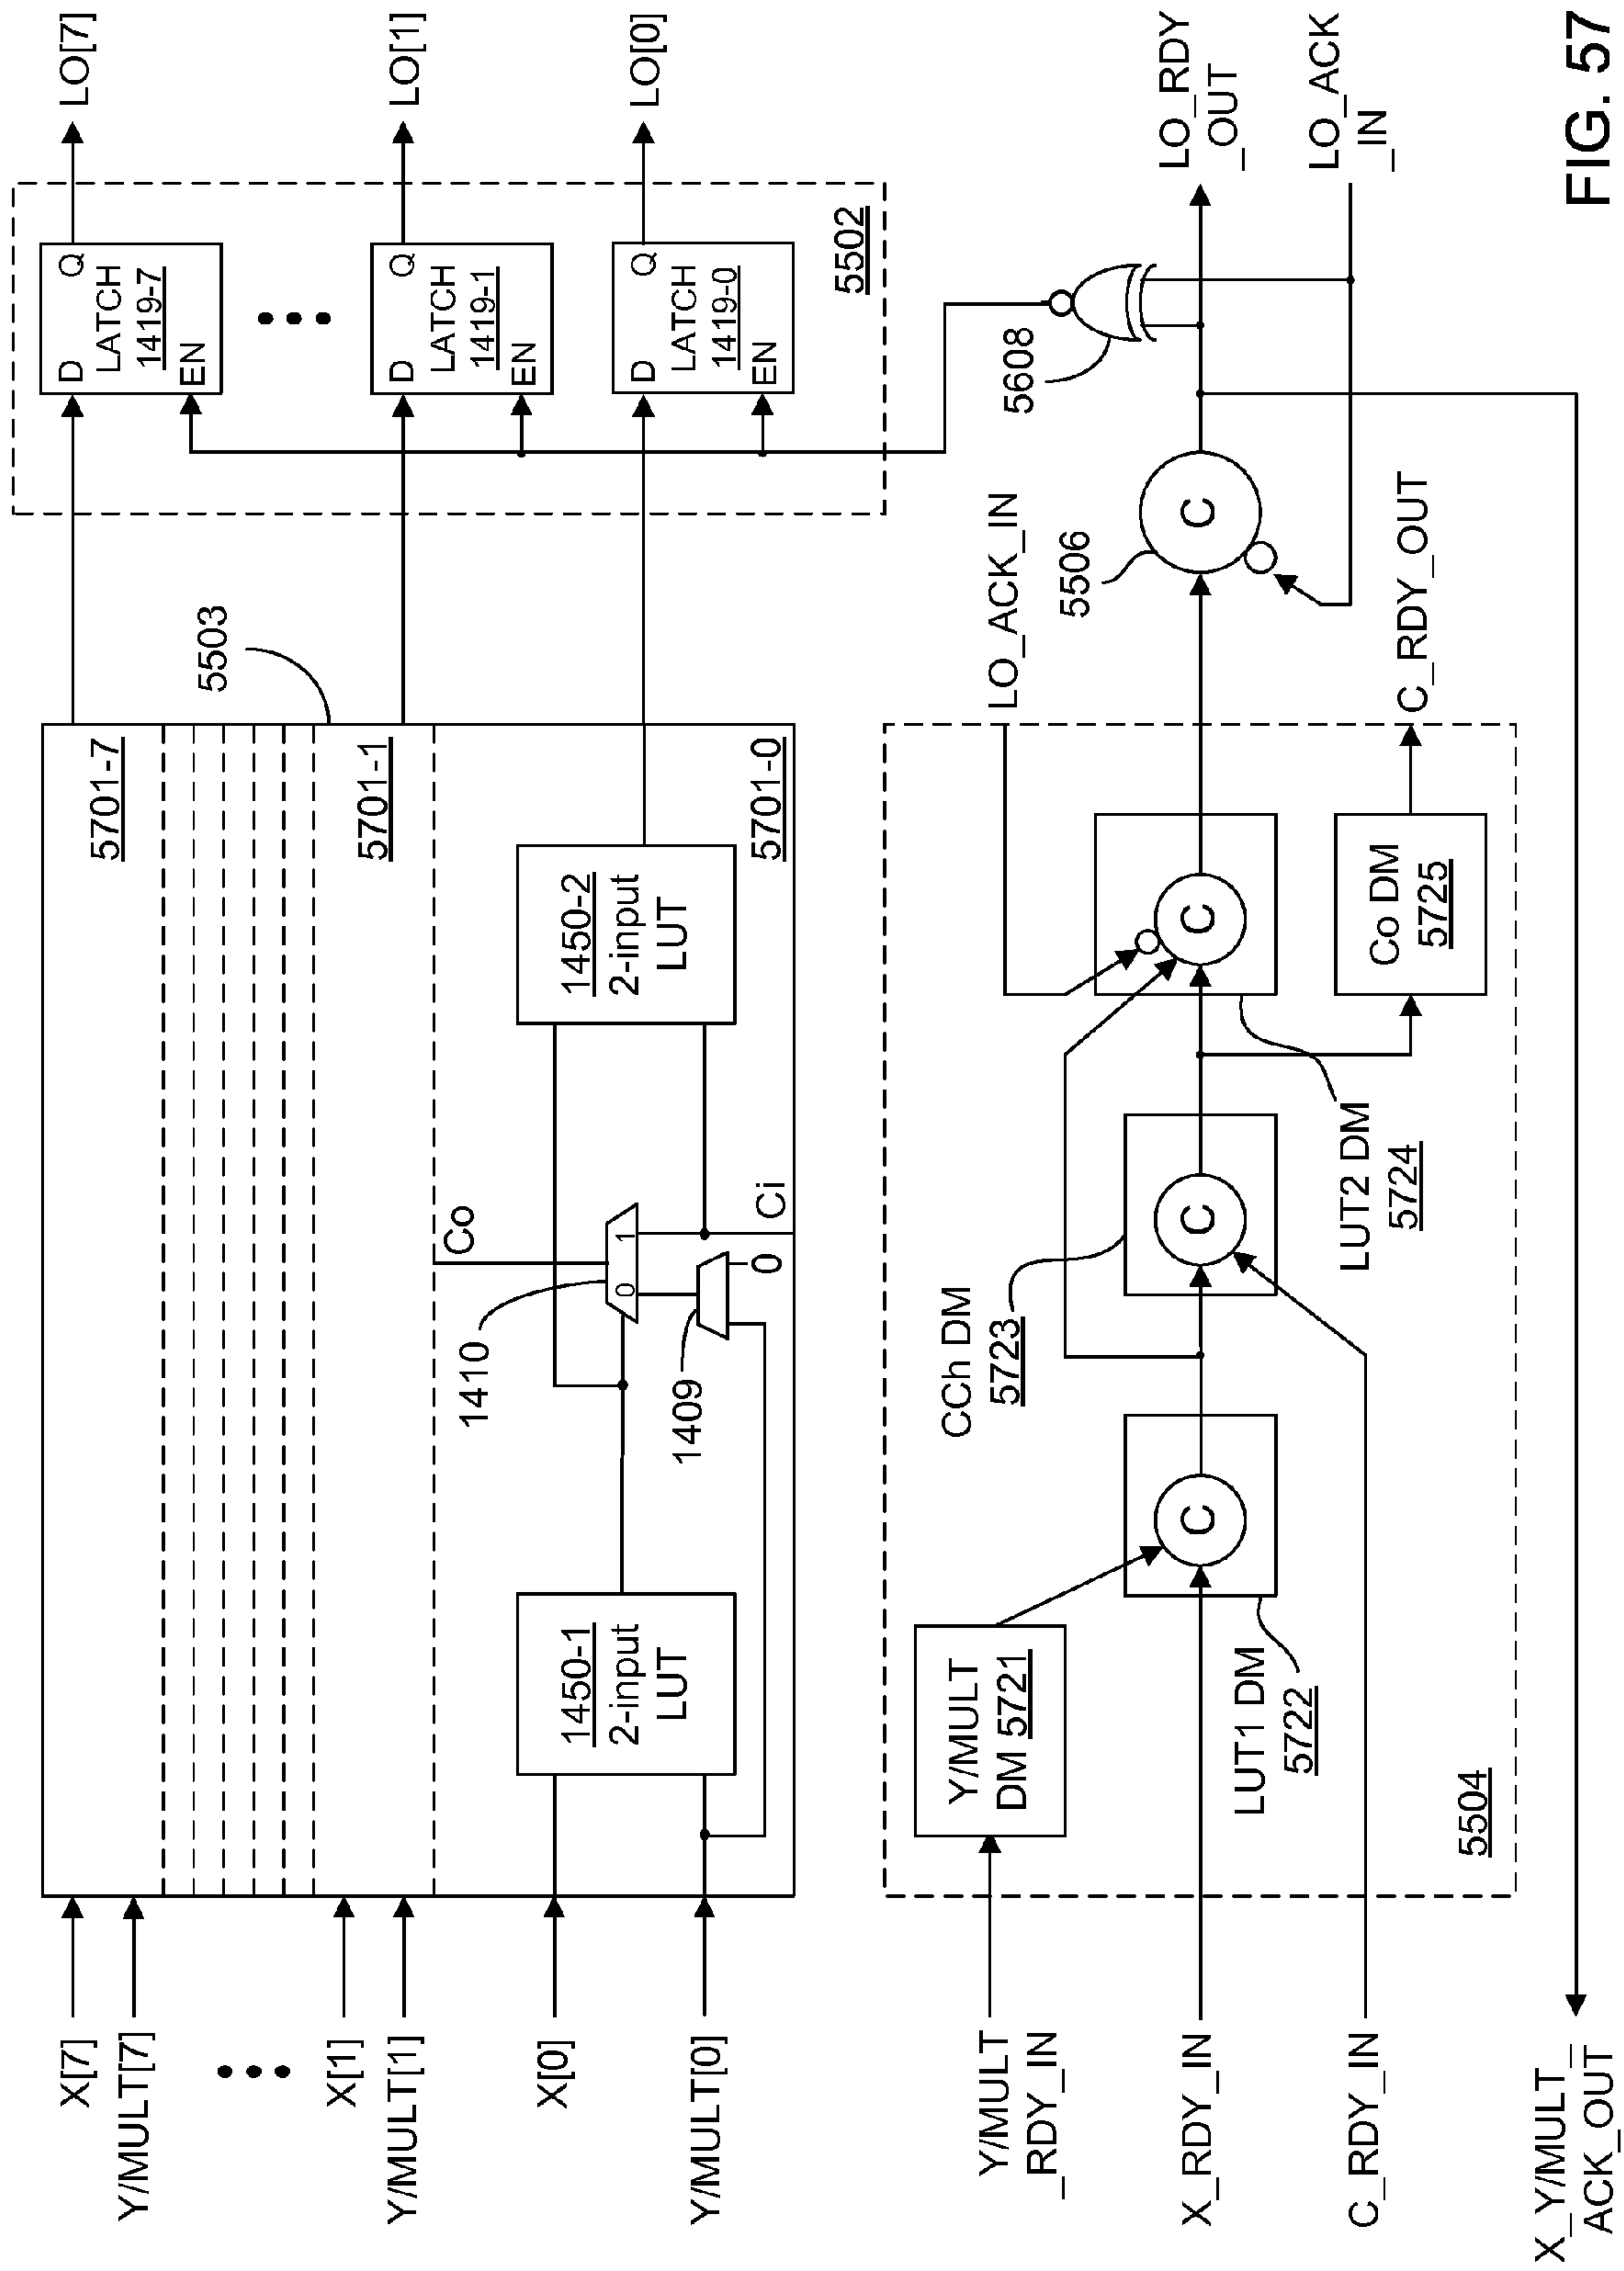 X[7]
Y/MULT[7]
X[1]
Y/MULT[1]
X[0]
Y/MULT[0]
5701-7
5701-1
5701-0
5503
1450-1
2-input
LUT
1450-2
2-input
LUT
1410
1409
0
1
0
Co
Ci
D
Q
LATCH
1419-7
EN
D
Q
LATCH
1419-1
EN
D
Q
LATCH
1419-0
EN
5502
LO[7]
LO[1]
LO[0]
Y/MULT
_RDY_IN
X_RDY_IN
C_RDY_IN
X_Y/MULT_
ACK_OUT
Y/MULT
DM 5721
C
LUT1 DM
5722
CCh DM
5723
C
C
LUT2 DM
5724
Co DM
5725
5504
LO_ACK_IN
C_RDY_OUT
5506
C
5608
LO_RDY
_OUT
LO_ACK
_IN
FIG. 57